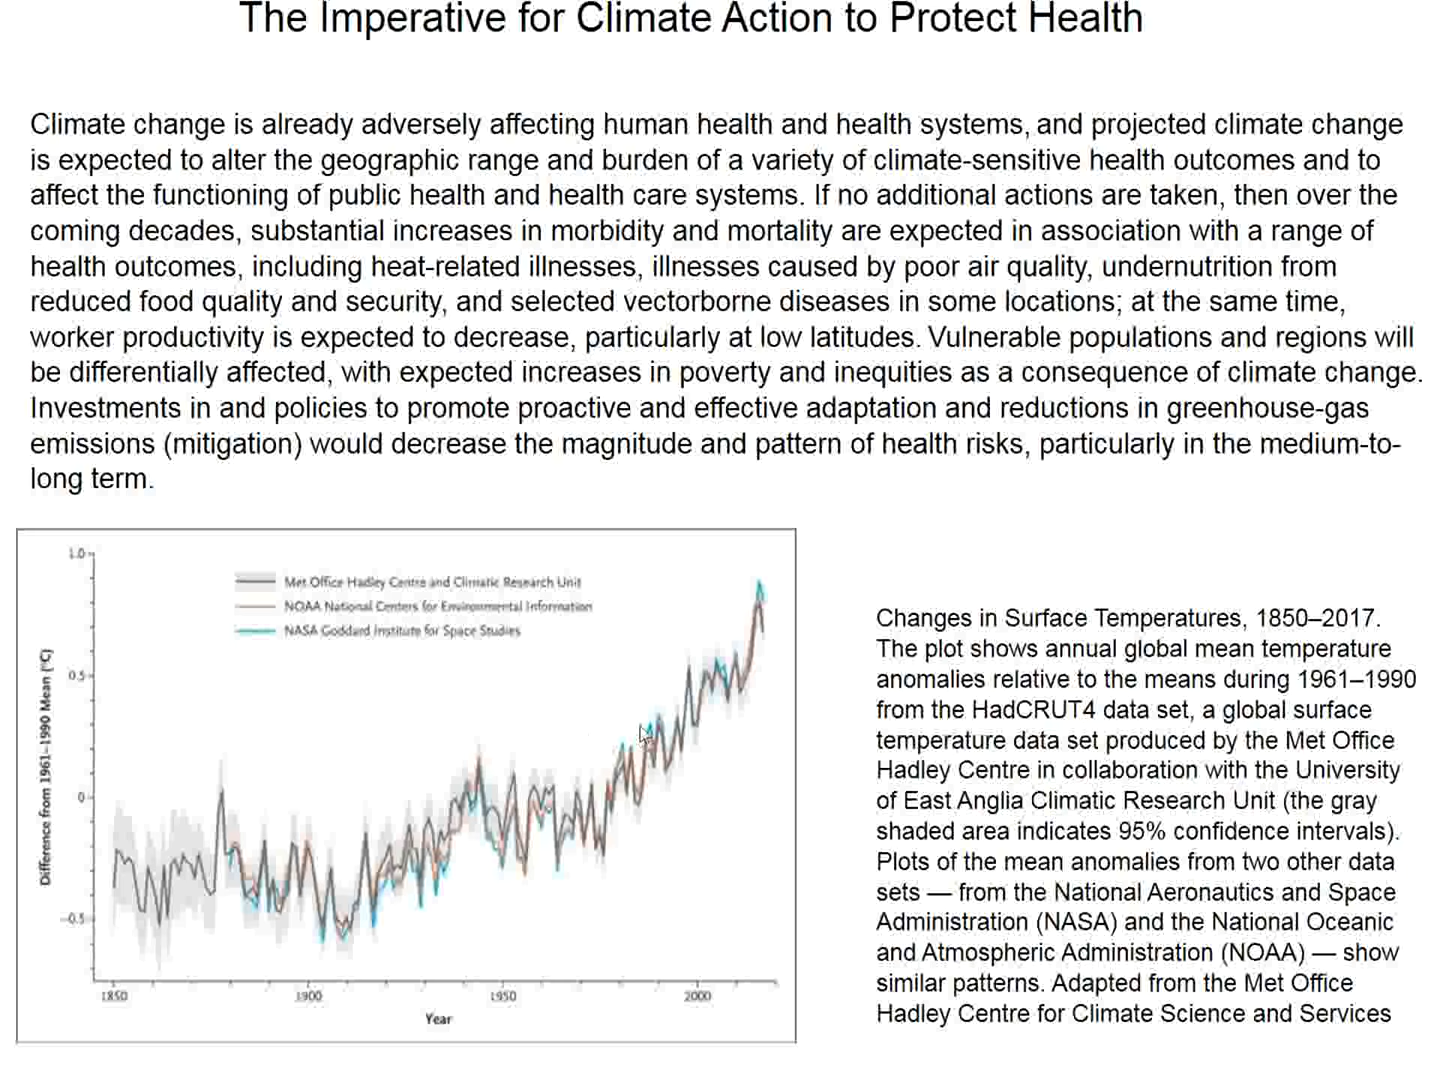 The Imperative for Climate Action to Protect Health
Climate change is already adversely affecting human health and health systems, and projected climate change
is expected to alter the geographic range and burden of a variety of climate-sensitive health outcomes and to
affect the functioning of public health and health care systems. If no additional actions are taken, then over the
coming decades, substantial increases in morbidity and mortality are expected in association with a range of
health outcomes, including heat-related illnesses, illnesses caused by poor air quality, undernutrition from
reduced food quality and security, and selected vectorborne diseases in some locations; at the same time,
worker productivity is expected to decrease, particularly at low latitudes. Vulnerable populations and regions will
be differentially affected, with expected increases in poverty and inequities as a consequence of climate change.
Investments in and policies to promote proactive and effective adaptation and reductions in greenhouse-gas
emissions (mitigation) would decrease the magnitude and pattern of health risks, particularly in the medium-to-
long term.
1.0
0.5
0
-0.5
Difference from 1961–1990 Mean (°C)
Met Office Hadley Centre and Climatic Research Unit
NOAA National Centers for Environmental Information
NASA Goddard Institute for Space Studies
1850
1900
1950
2000
Year
Changes in Surface Temperatures, 1850–2017.
The plot shows annual global mean temperature
anomalies relative to the means during 1961–1990
from the HadCRUT4 data set, a global surface
temperature data set produced by the Met Office
Hadley Centre in collaboration with the University
of East Anglia Climatic Research Unit (the gray
shaded area indicates 95% confidence intervals).
Plots of the mean anomalies from two other data
sets — from the National Aeronautics and Space
Administration (NASA) and the National Oceanic
and Atmospheric Administration (NOAA) — show
similar patterns. Adapted from the Met Office
Hadley Centre for Climate Science and Services